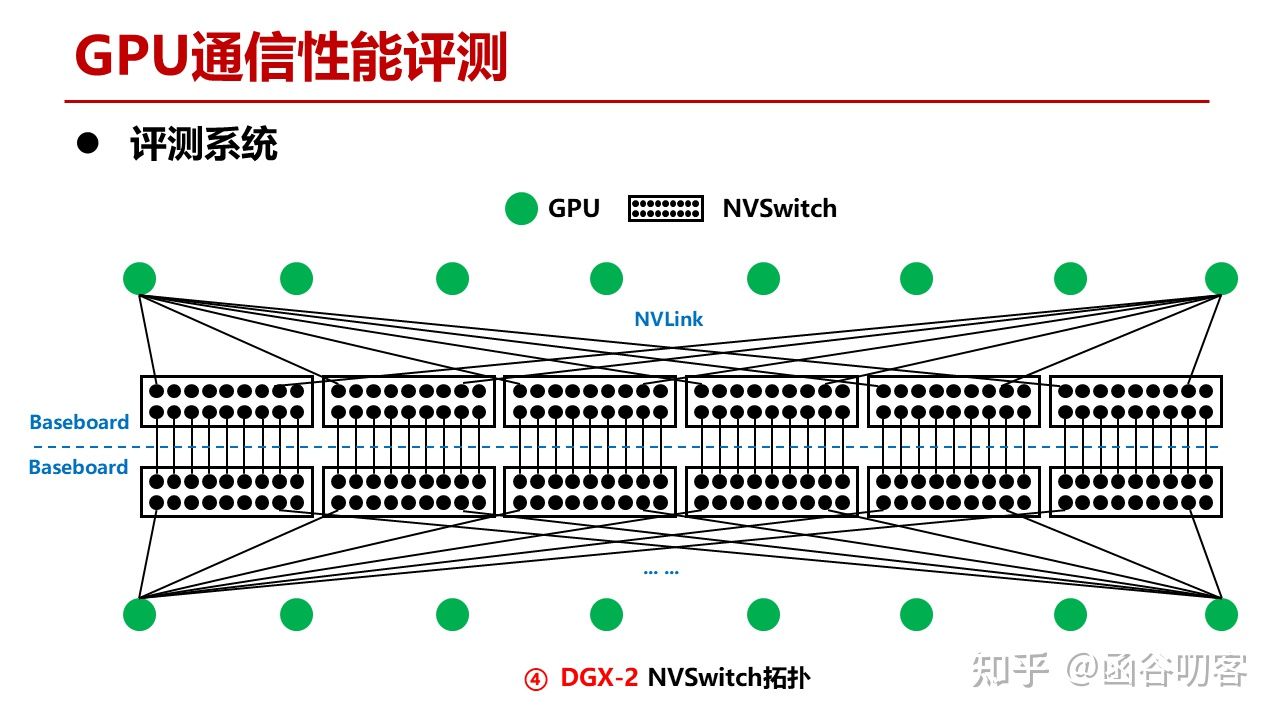 GPU通信性能评测
● 评测系统
GPU NVSwitch
NVLink
Baseboard
Baseboard
... ...
④ DGX-2 NVSwitch拓扑
知乎 @函谷叨客